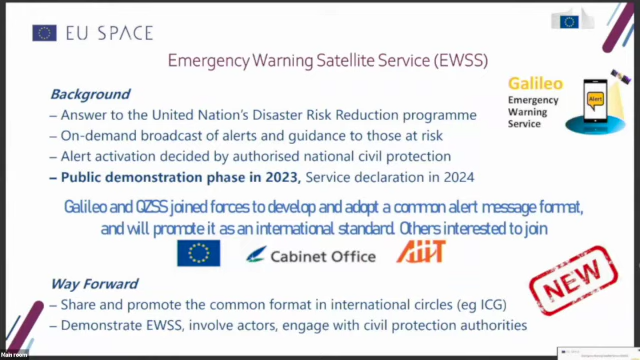 EU SPACE
Emergency Warning Satellite Service (EWSS)
Background
– Answer to the United Nation's Disaster Risk Reduction programme
– On-demand broadcast of alerts and guidance to those at risk
– Alert activation decided by authorised national civil protection
– Public demonstration phase in 2023, Service declaration in 2024
Galileo
Emergency
Warning
Service
Alert
Galileo and QZSS joined forces to develop and adopt a common alert message format,
and will promote it as an international standard. Others interested to join
Cabinet Office
AIIT
Way Forward
– Share and promote the common format in international circles (eg ICG)
– Demonstrate EWSS, involve actors, engage with civil protection authorities
NEW
Main room